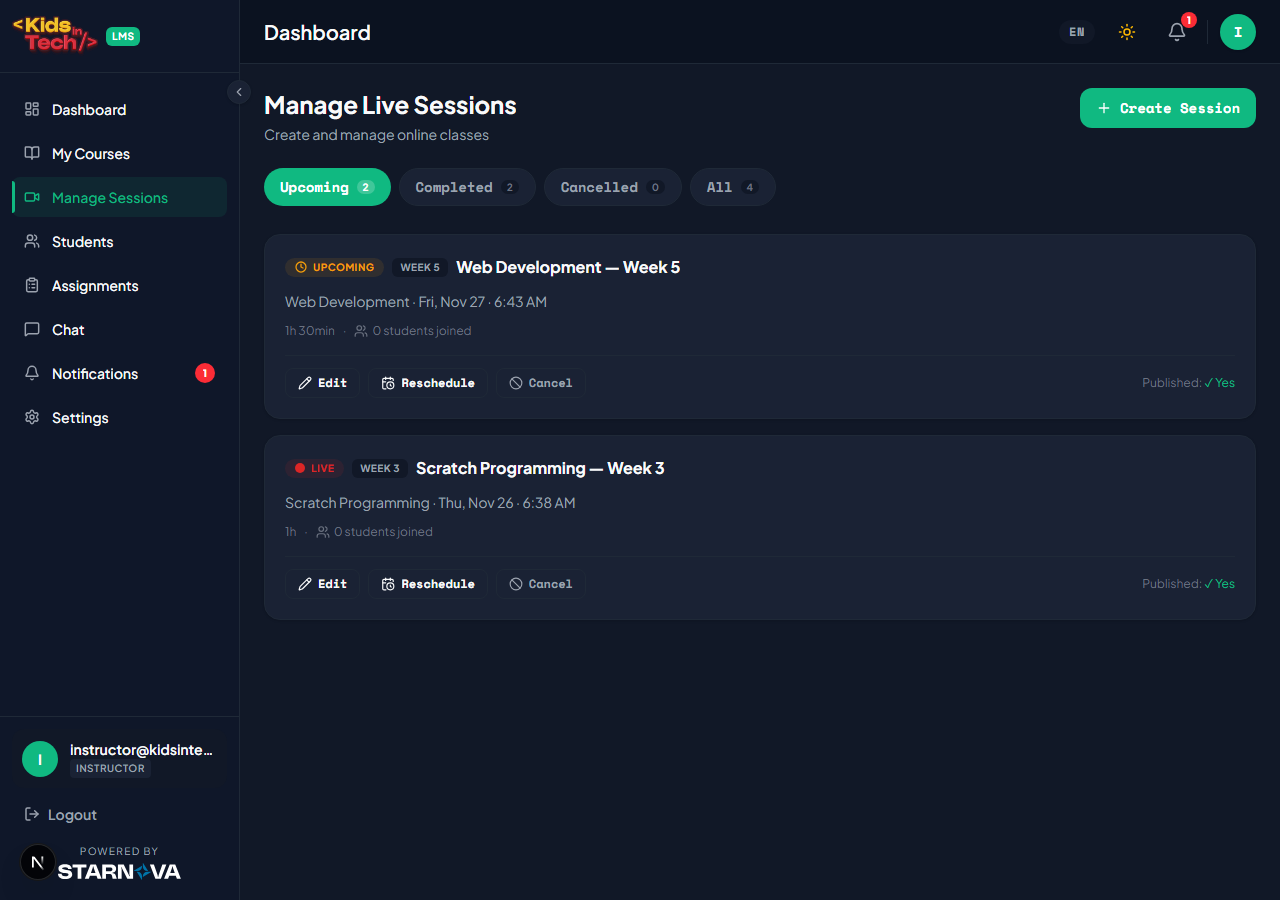 <Kids in
Tech/>
LMS
Dashboard
EN
1
I
Dashboard
My Courses
Manage Sessions
Students
Assignments
Chat
Notifications
1
Settings
Manage Live Sessions
Create and manage online classes
+ Create Session
Upcoming 2
Completed 2
Cancelled 0
All 4
UPCOMING WEEK 5 Web Development — Week 5
Web Development · Fri, Nov 27 · 6:43 AM
1h 30min · 0 students joined
Edit Reschedule Cancel
Published: ✓ Yes
LIVE WEEK 3 Scratch Programming — Week 3
Scratch Programming · Thu, Nov 26 · 6:38 AM
1h · 0 students joined
Edit Reschedule Cancel
Published: ✓ Yes
I
instructor@kidsinte...
INSTRUCTOR
Logout
N
POWERED BY
STARNOVA